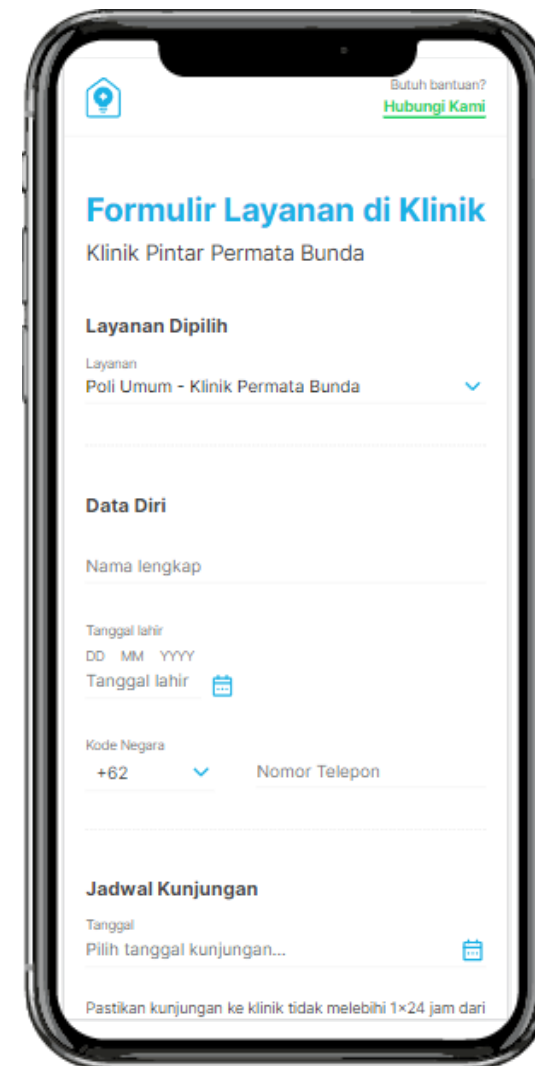 Butuh bantuan?
Hubungi Kami
Formulir Layanan di Klinik
Klinik Pintar Permata Bunda
Layanan Dipilih
Layanan
Poli Umum - Klinik Permata Bunda
Data Diri
Nama lengkap
Tanggal lahir
DD MM YYYY
Tanggal lahir
Kode Negara
+62 Nomor Telepon
Jadwal Kunjungan
Tanggal
Pilih tanggal kunjungan...
Pastikan kunjungan ke klinik tidak melebihi 1×24 jam dari